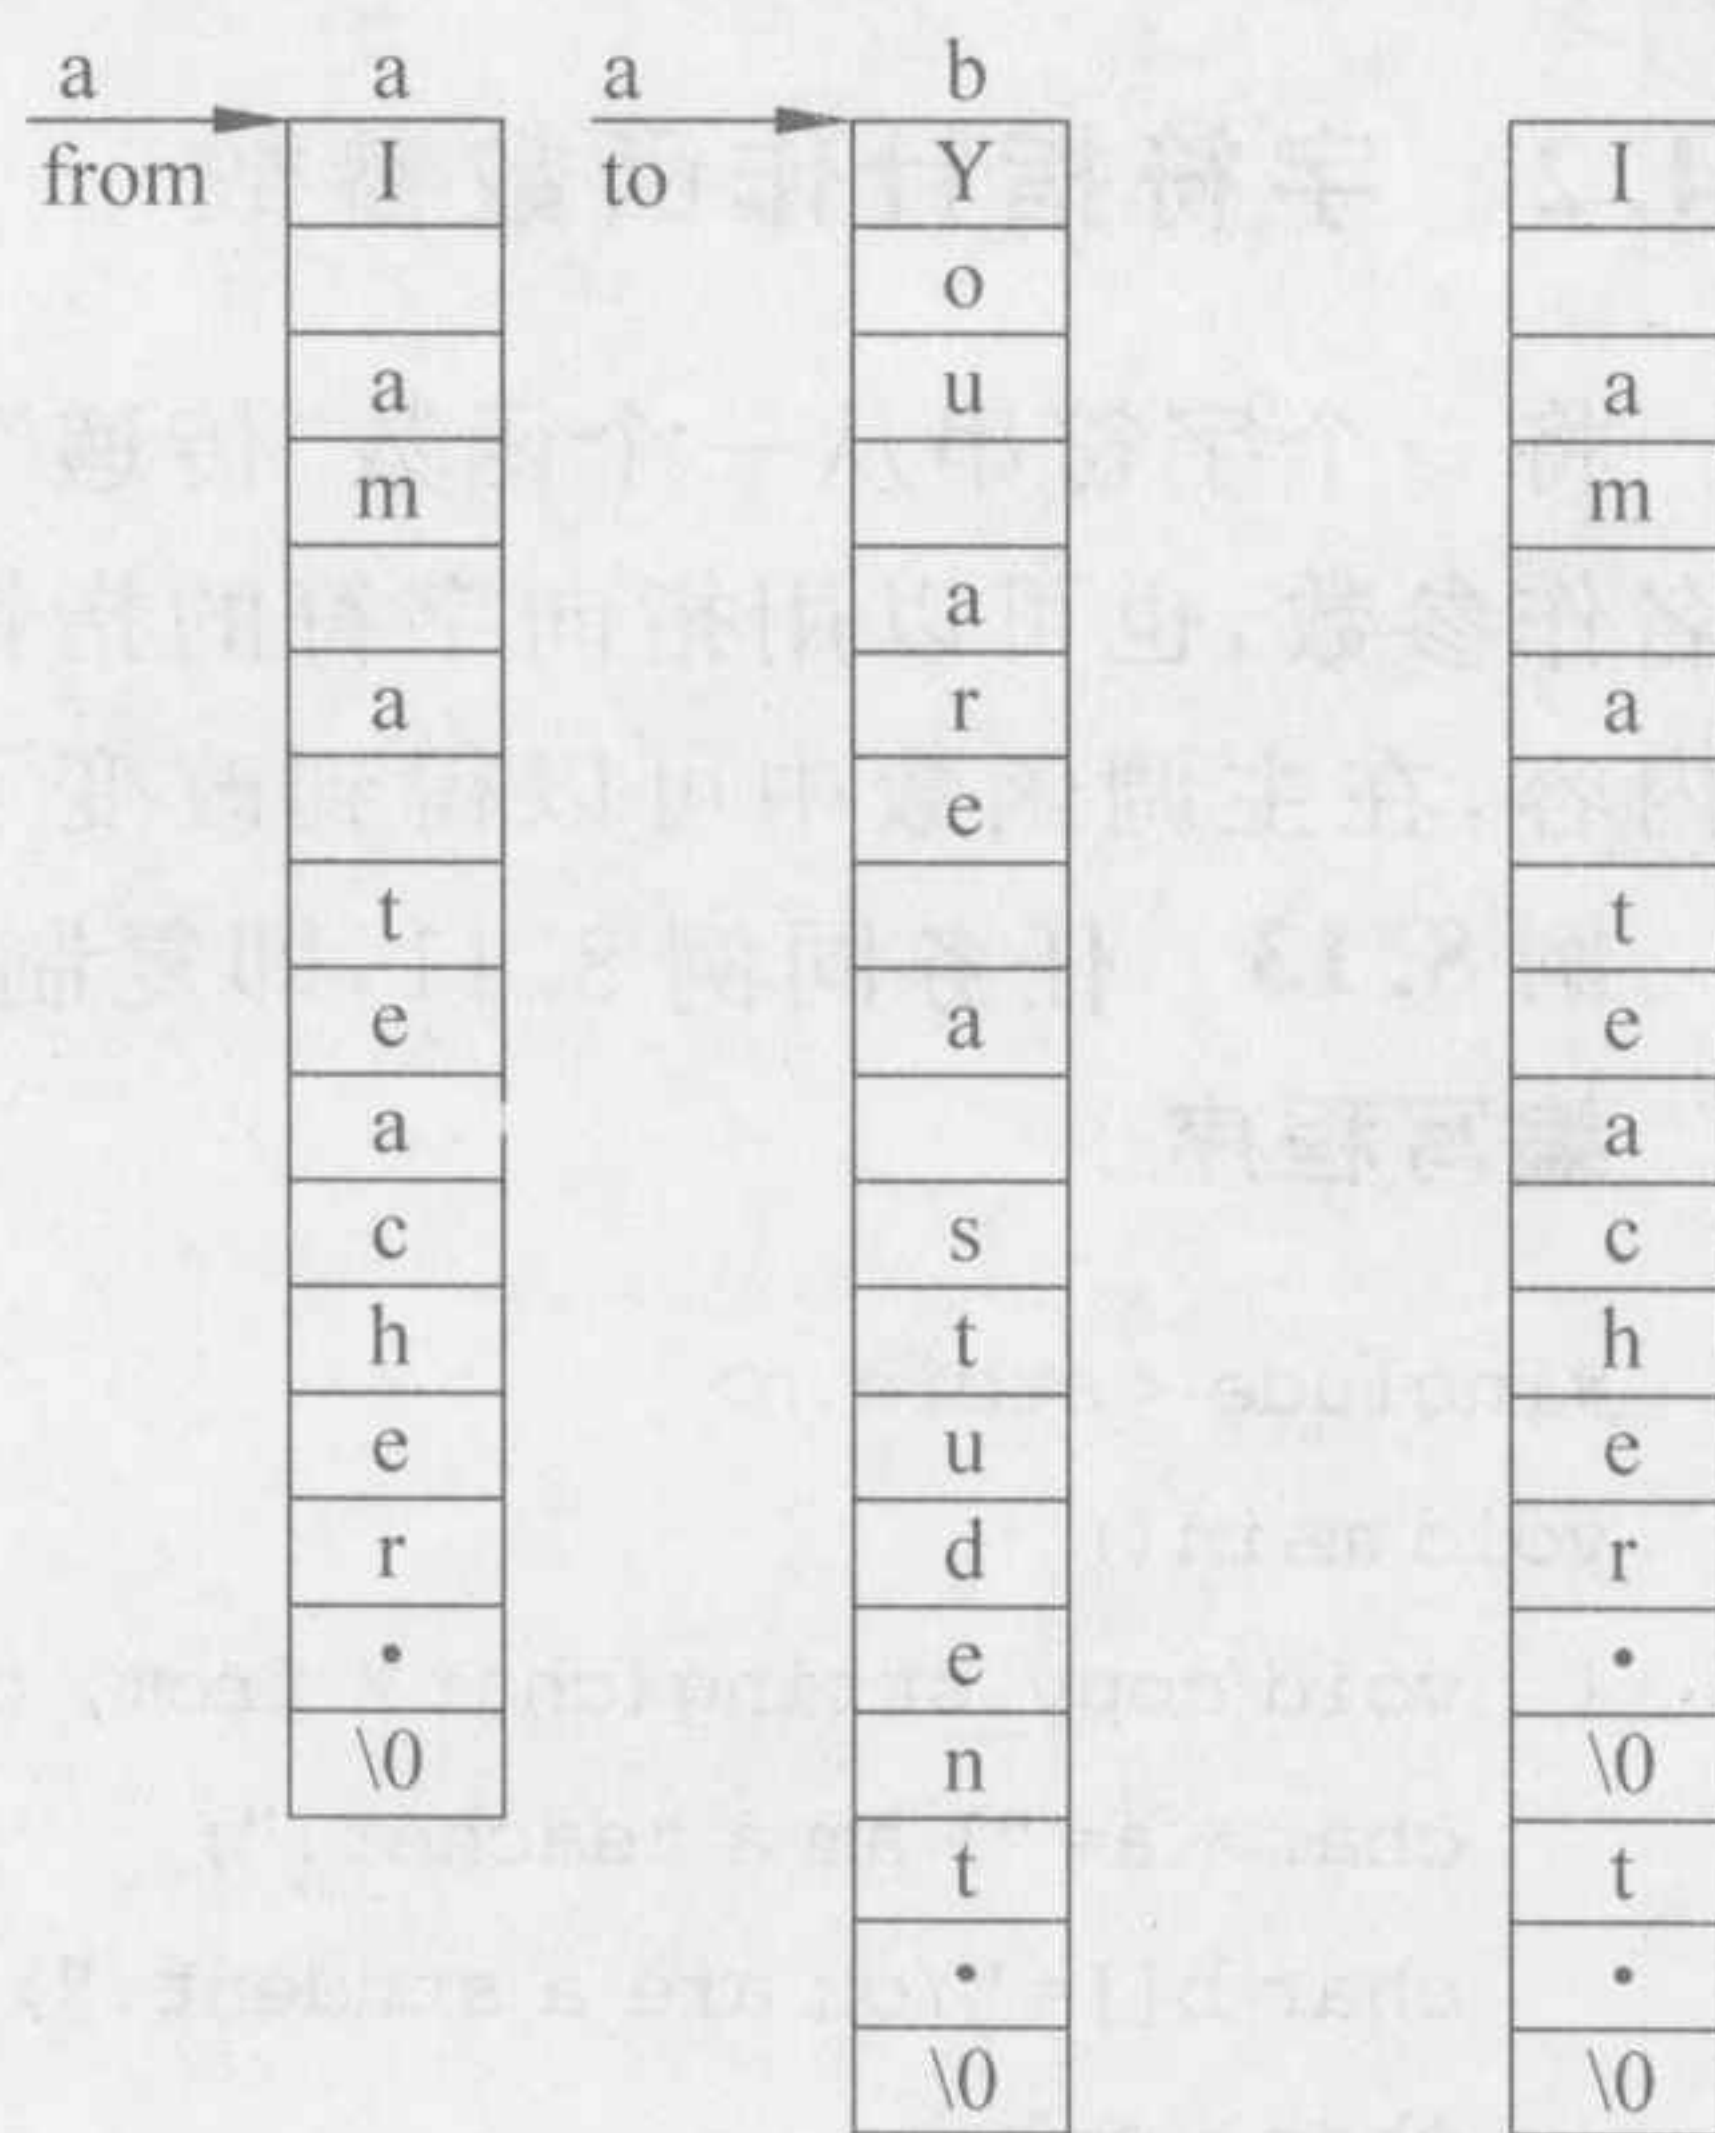 a a a b
from I to Y I
o
a u a
m m
a
a r a
e
t t
e a e
a a
c s c
h t h
e u e
r d r
• e •
\0 n \0
t t
• •
\0 \0